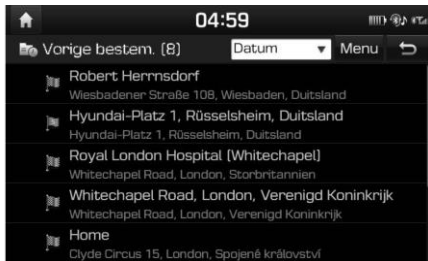 04:59
Vorige bestem. (8) Datum Menu
Robert Herrnsdorf
Wiesbadener Straße 108, Wiesbaden, Duitsland
Hyundai-Platz 1, Rüsselsheim, Duitsland
Hyundai-Platz 1, Rüsselsheim, Duitsland
Royal London Hospital (Whitechapel)
Whitechapel Road, London, Storbritannien
Whitechapel Road, London, Verenigd Koninkrijk
Whitechapel Road, London, Verenigd Koninkrijk
Home
Clyde Circus 15, London, Spojené království